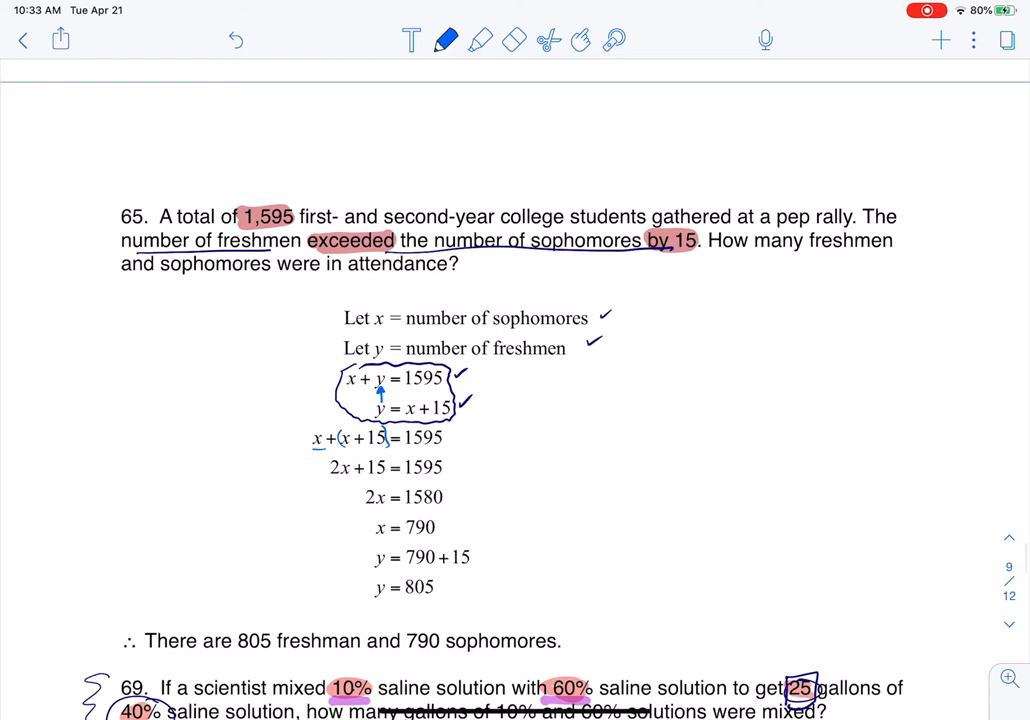 10:33 AM Tue Apr 21
80%
T
65. A total of 1,595 first- and second-year college students gathered at a pep rally. The
number of freshmen exceeded the number of sophomores by 15. How many freshmen
and sophomores were in attendance?
Let x = number of sophomores
Let y = number of freshmen
x + y = 1595
y = x + 15
x + (x + 15) = 1595
2x + 15 = 1595
2x = 1580
x = 790
y = 790 + 15
y = 805
∴ There are 805 freshman and 790 sophomores.
9
/
12
69. If a scientist mixed 10% saline solution with 60% saline solution to get 25 gallons of
40% saline solution, how many gallons of 10% and 60% solutions were mixed?